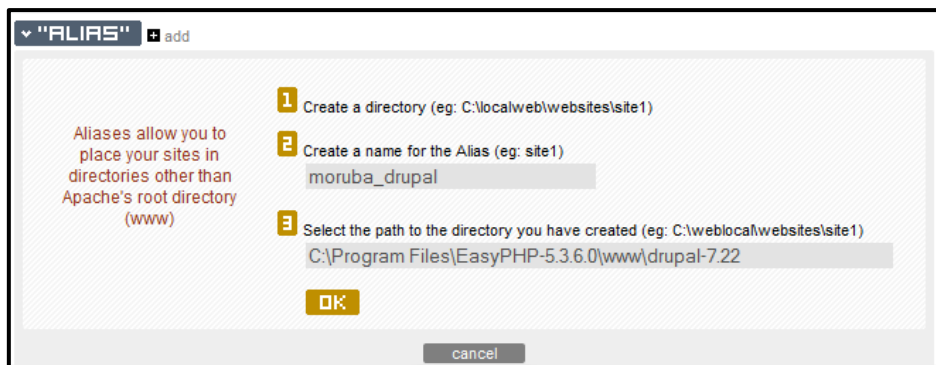 "ALIAS" + add
1 Create a directory (eg: C:\localweb\websites\site1)
Aliases allow you to
place your sites in
directories other than
Apache's root directory
(www)
2 Create a name for the Alias (eg: site1)
moruba_drupal
3 Select the path to the directory you have created (eg: C:\weblocal\websites\site1)
C:\Program Files\EasyPHP-5.3.6.0\www\drupal-7.22
OK
cancel